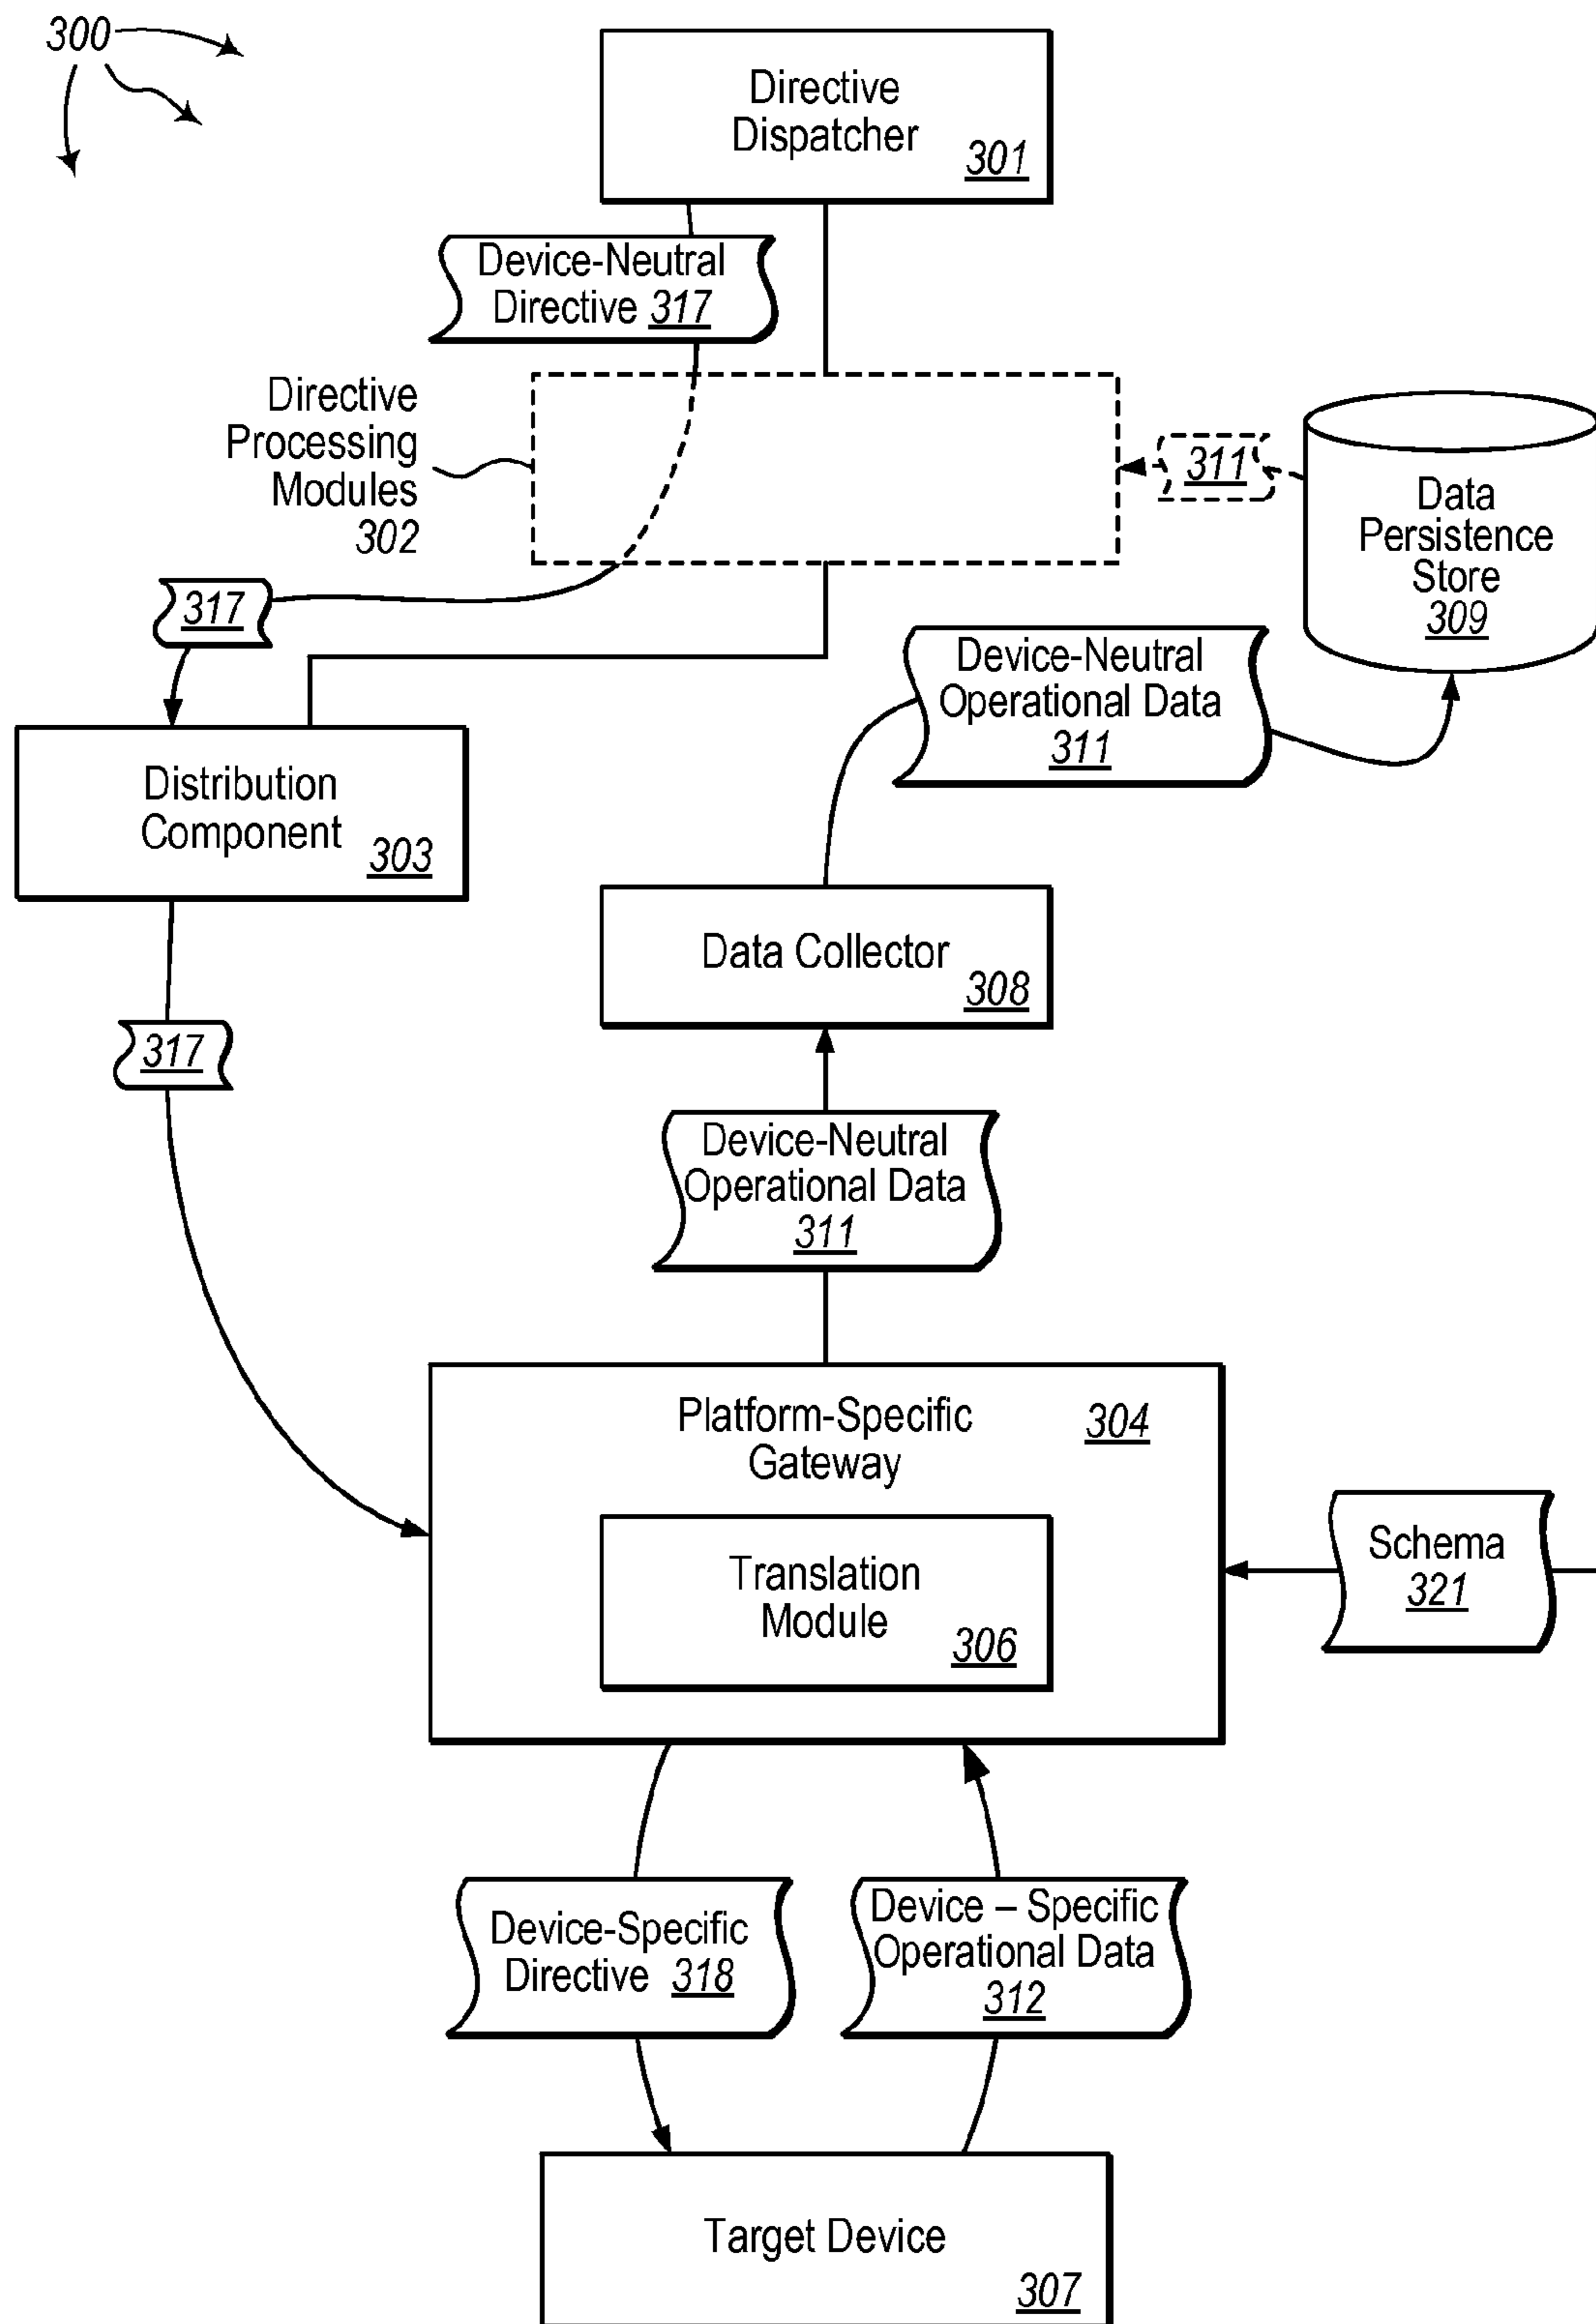 300
Directive
Dispatcher
301
Device-Neutral
Directive 317
Directive
Processing
Modules
302
311
Data
Persistence
Store
309
317
Device-Neutral
Operational Data
311
Distribution
Component
303
Data Collector
308
317
Device-Neutral
Operational Data
311
Platform-Specific
Gateway
304
Schema
321
Translation
Module
306
Device-Specific
Directive 318
Device – Specific
Operational Data
312
Target Device
307